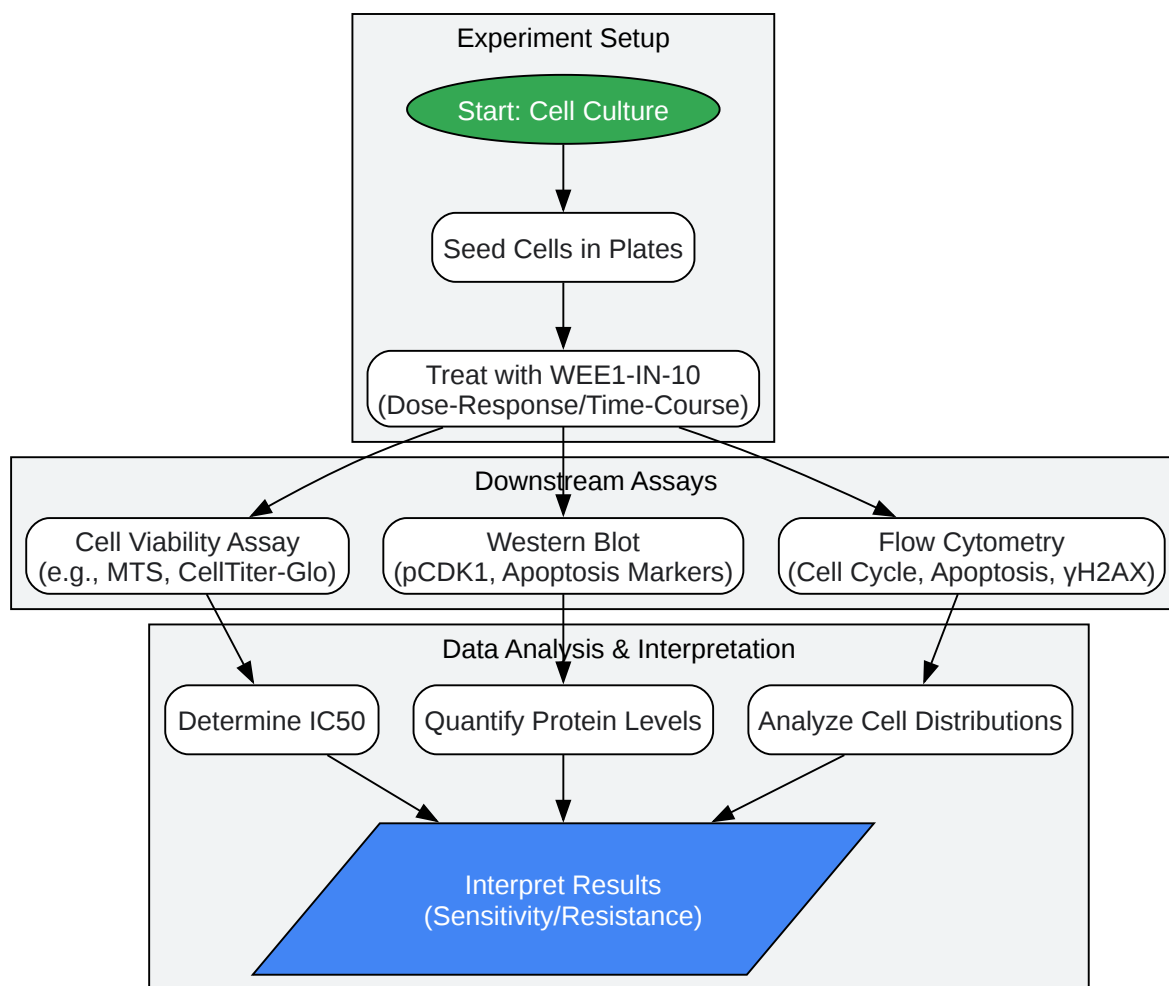 Experiment Setup
Start: Cell Culture
Seed Cells in Plates
Treat with WEE1-IN-10
(Dose-Response/Time-Course)
Downstream Assays
Cell Viability Assay
(e.g., MTS, CellTiter-Glo)
Western Blot
(pCDK1, Apoptosis Markers)
Flow Cytometry
(Cell Cycle, Apoptosis, γH2AX)
Data Analysis & Interpretation
Determine IC50
Quantify Protein Levels
Analyze Cell Distributions
Interpret Results
(Sensitivity/Resistance)